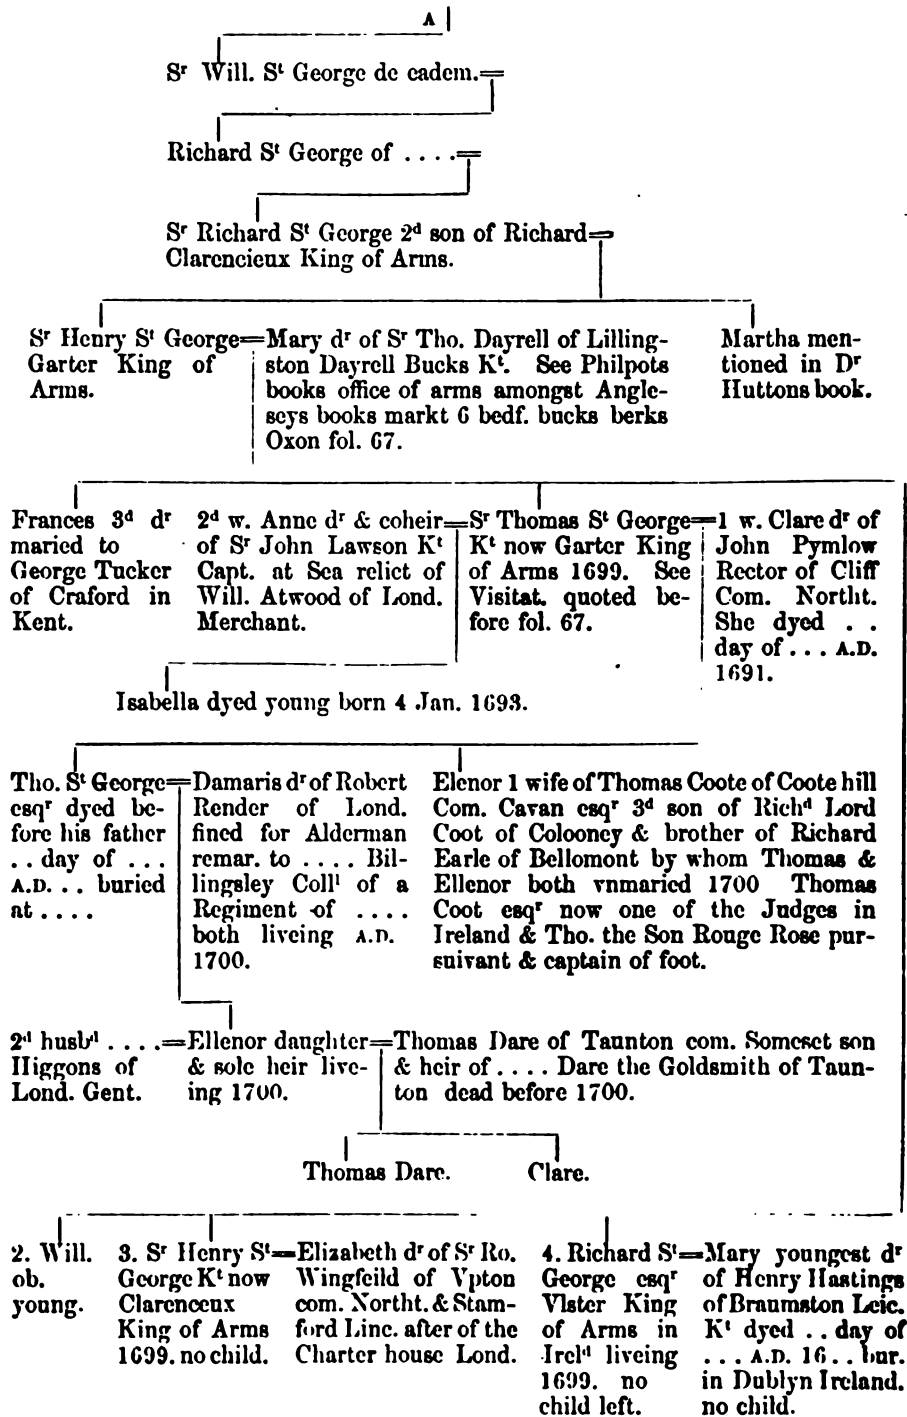 A
Sr Will. St George de eadem.=
Richard St George of . . . .=
Sr Richard St George 2d son of Richard=
Clarencieux King of Arms.
Sr Henry St George=
Garter King of
Arms.
Mary dr of Sr Tho. Dayrell of Lilling-
ston Dayrell Bucks Kt. See Philpots
books office of arms amongst Angle-
seys books markt 6 bedf. bucks berks
Oxon fol. 67.
Martha men-
tioned in Dr
Huttons book.
Frances 3d dr
maried to
George Tucker
of Craford in
Kent.
2d w. Anne dr & coheir=
of Sr John Lawson Kt
Capt. at Sea relict of
Will. Atwood of Lond.
Merchant.
Sr Thomas St George=
Kt now Garter King
of Arms 1699. See
Visitat. quoted be-
fore fol. 67.
1 w. Clare dr of
John Pymlow
Rector of Cliff
Com. Northt.
She dyed . .
day of . . . A.D.
1691.
Isabella dyed young born 4 Jan. 1693.
Tho. St George=
esqr dyed be-
fore his father
. . day of . . .
A.D. . . buried
at . . . .
Damaris dr of Robert
Render of Lond.
fined for Alderman
remar. to . . . . Bil-
lingsley Colll of a
Regiment of . . . .
both liveing A.D.
1700.
Elenor 1 wife of Thomas Coote of Coote hill
Com. Cavan esqr 3d son of Richd Lord
Coot of Colooney & brother of Richard
Earle of Bellomont by whom Thomas &
Ellenor both vnmaried 1700 Thomas
Coot esqr now one of the Judges in
Ireland & Tho. the Son Rouge Rose pur-
suivant & captain of foot.
2d husbd . . . .=
Higgons of
Lond. Gent.
Ellenor daughter=
& sole heir live-
ing 1700.
Thomas Dare of Taunton com. Somerset son
& heir of . . . . Dare the Goldsmith of Taun-
ton dead before 1700.
Thomas Dare. Clare.
2. Will.
ob.
young.
3. Sr Henry St=
George Kt now
Clarenceux
King of Arms
1699. no child.
Elizabeth dr of Sr Ro.
Wingfeild of Vpton
com. Northt. & Stam-
ford Linc. after of the
Charter house Lond.
4. Richard St=
George esqr
Vlster King
of Arms in
Ireld liveing
1699. no
child left.
Mary youngest dr
of Henry Hastings
of Braumston Leic.
Kt dyed . . day of
. . . A.D. 16 . . bur.
in Dublyn Ireland.
no child.